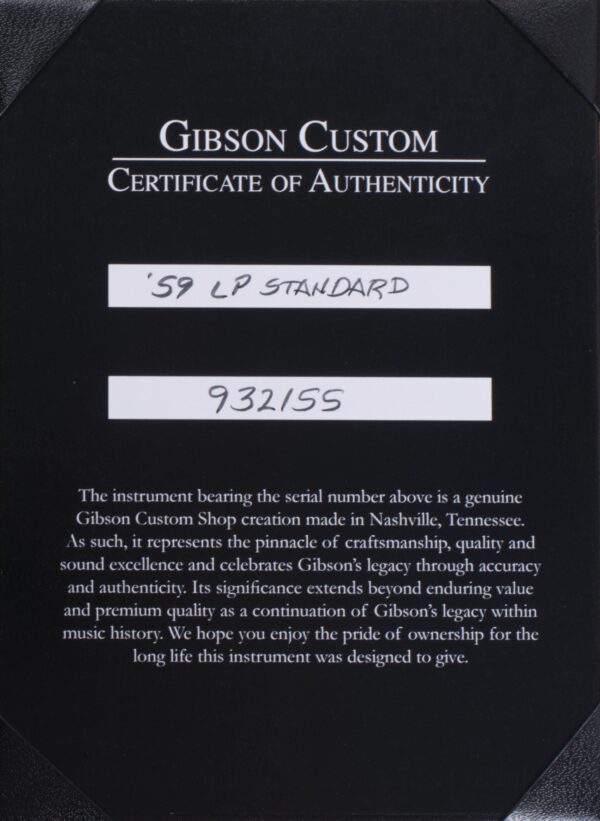 GIBSON CUSTOM
CERTIFICATE OF AUTHENTICITY
'59 LP STANDARD
932155
The instrument bearing the serial number above is a genuine
Gibson Custom Shop creation made in Nashville, Tennessee.
As such, it represents the pinnacle of craftsmanship, quality and
sound excellence and celebrates Gibson's legacy through accuracy
and authenticity. Its significance extends beyond enduring value
and premium quality as a continuation of Gibson's legacy within
music history. We hope you enjoy the pride of ownership for the
long life this instrument was designed to give.